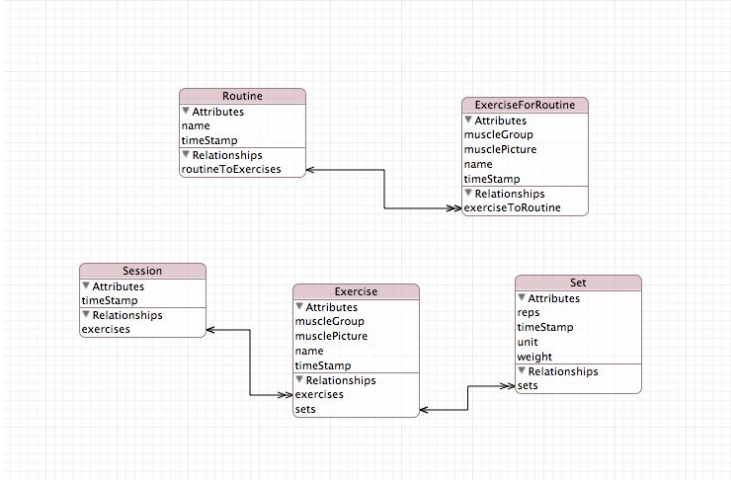 Routine
Attributes
name
timeStamp
Relationships
routineToExercises
ExerciseForRoutine
Attributes
muscleGroup
musclePicture
name
timeStamp
Relationships
exerciseToRoutine
Session
Attributes
timeStamp
Relationships
exercises
Exercise
Attributes
muscleGroup
musclePicture
name
timeStamp
Relationships
exercises
sets
Set
Attributes
reps
timeStamp
unit
weight
Relationships
sets